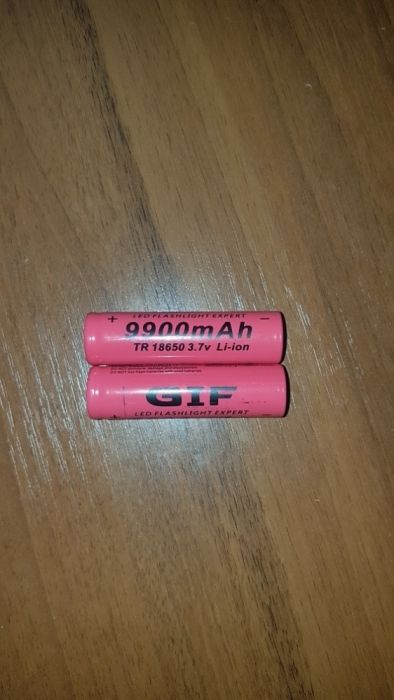 LED FLASHLIGHT EXPERT
+ 9900mAh −
TR 18650 3.7v Li-ion
GIF
LED FLASHLIGHT EXPERT
+ −